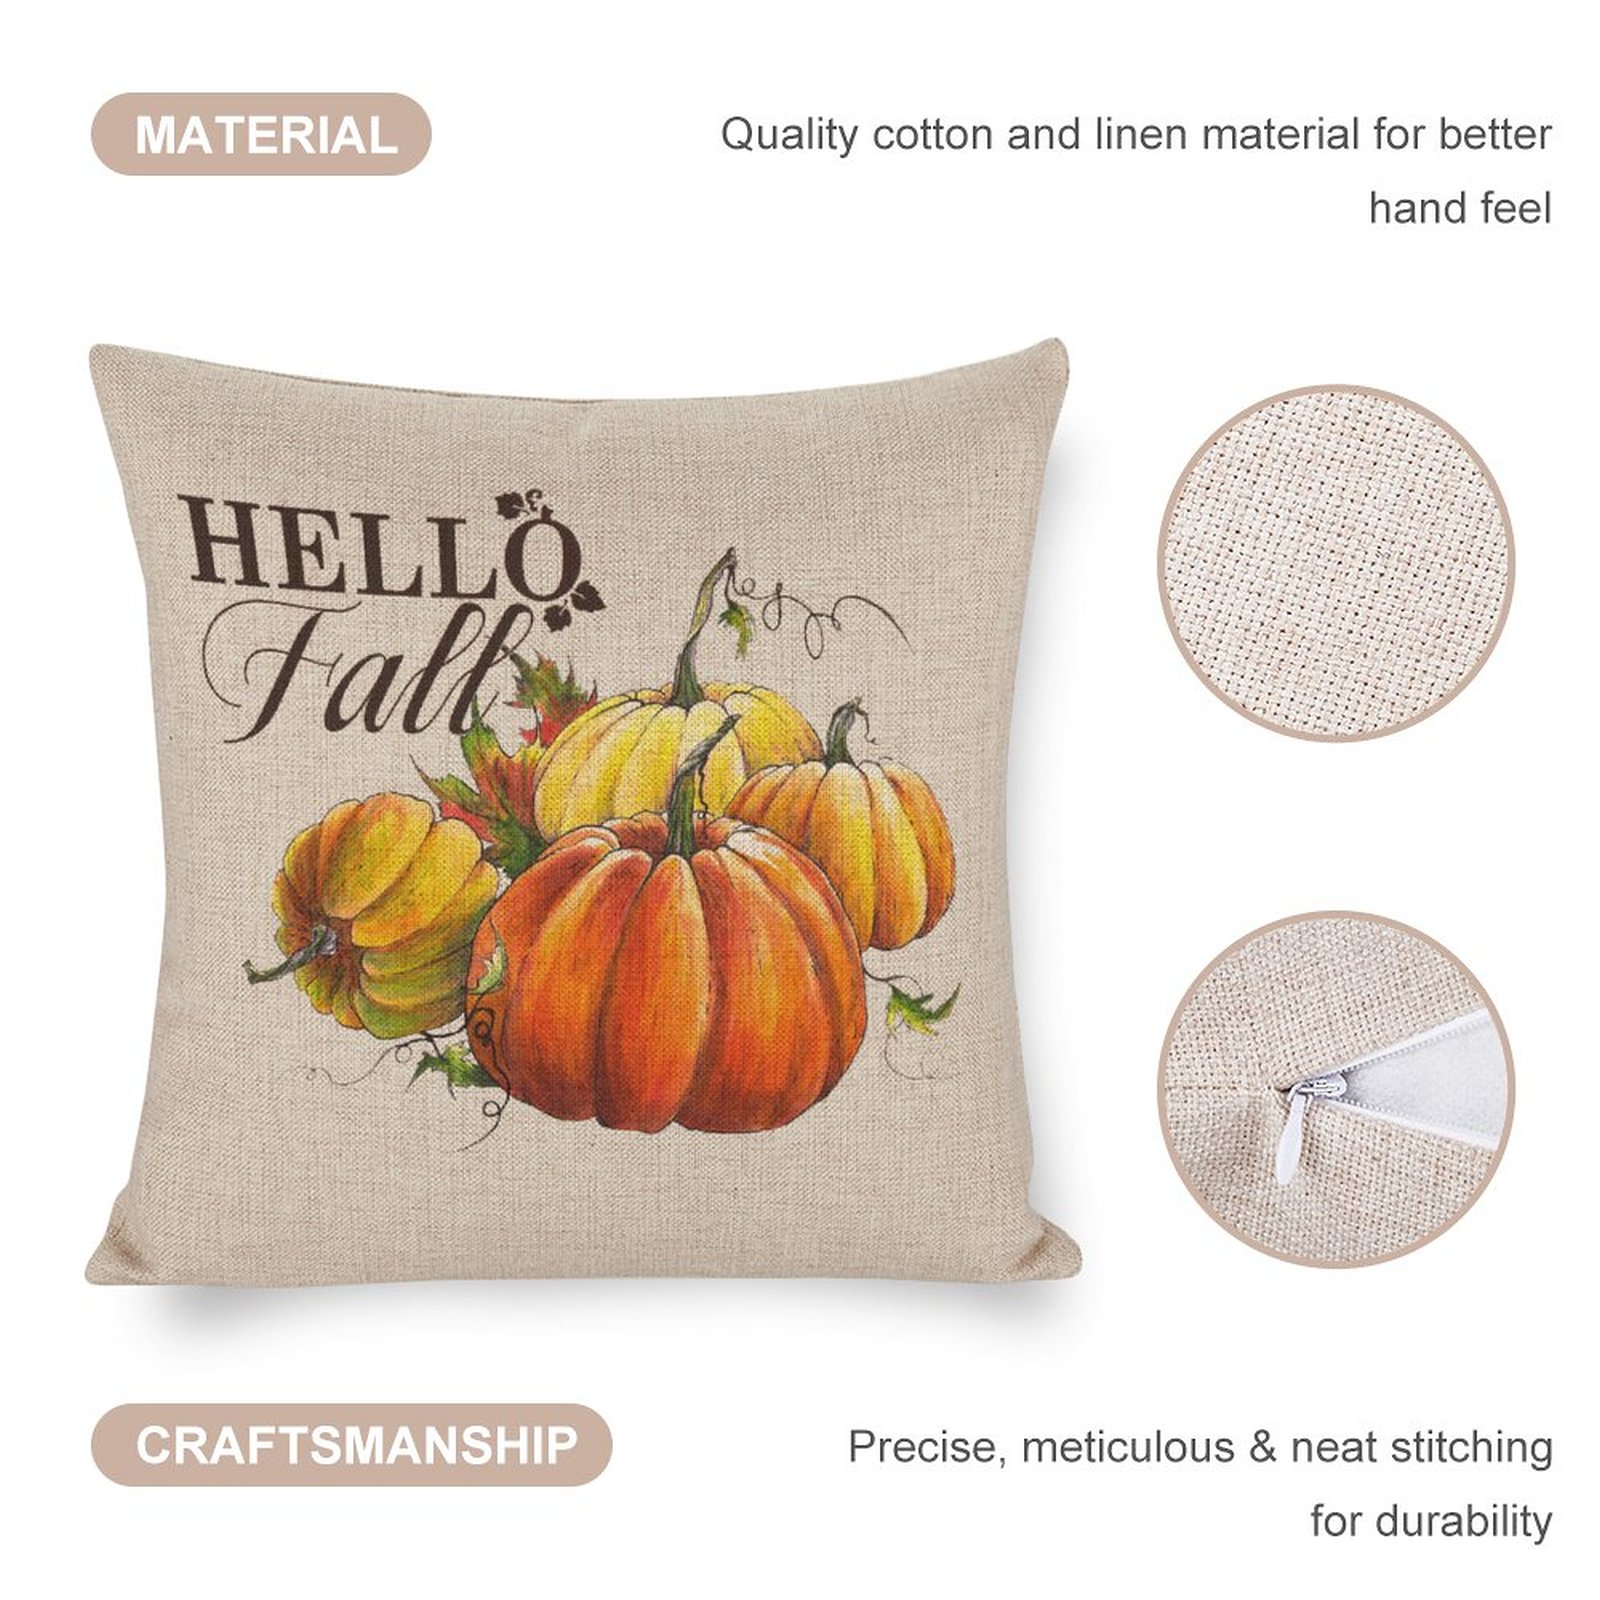 MATERIAL
Quality cotton and linen material for better
hand feel
HELLO
Fall
CRAFTSMANSHIP
Precise, meticulous & neat stitching
for durability